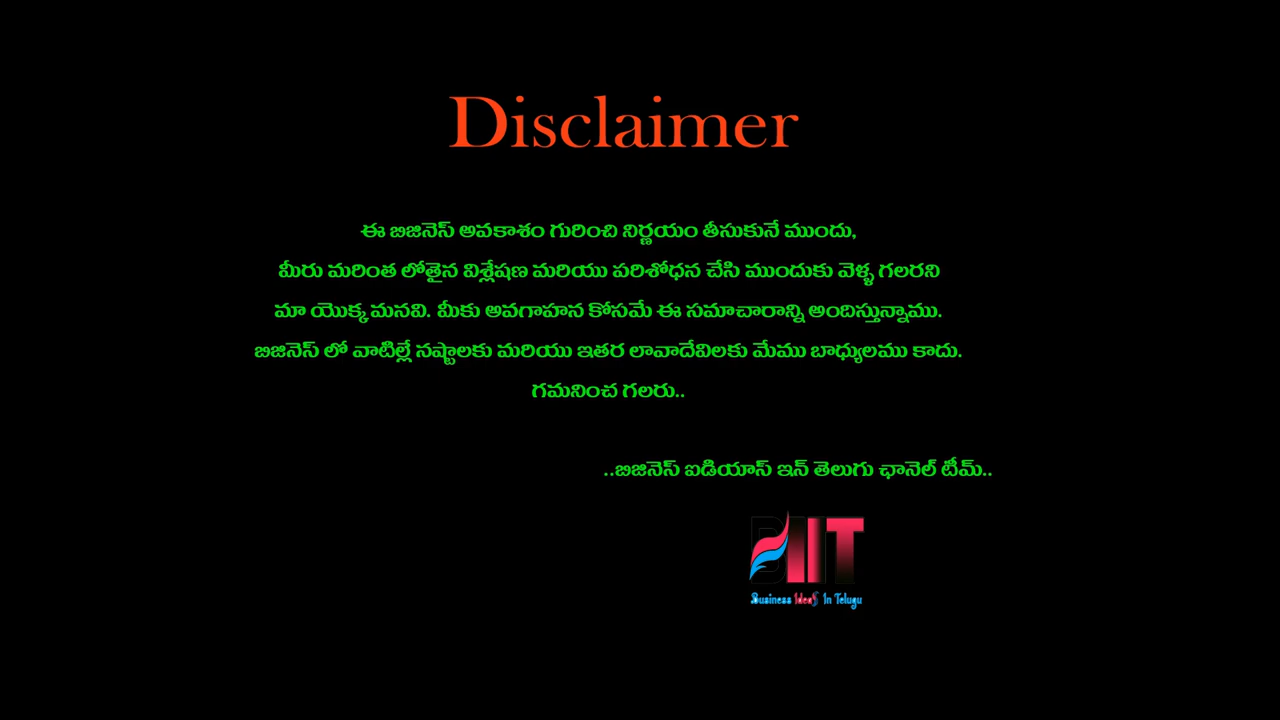 Disclaimer
ఈ బిజినెస్ అవకాశం గురించి నిర్ణయం తీసుకునే ముందు,
మీరు మరింత లోతైన విశ్లేషణ మరియు పరిశోధన చేసి ముందుకు వెళ్ళ గలరని
మా యొక్క మనవి. మీకు అవగాహన కోసమే ఈ సమాచారాన్ని అందిస్తున్నాము.
బిజినెస్ లో వాటిల్లే నష్టాలకు మరియు ఇతర లావాదేవిలకు మేము బాధ్యులము కాదు.
గమనించ గలరు..
..బిజినెస్ ఐడియాస్ ఇన్ తెలుగు ఛానెల్ టీమ్..
BIIT
Business IdeaS In Telugu